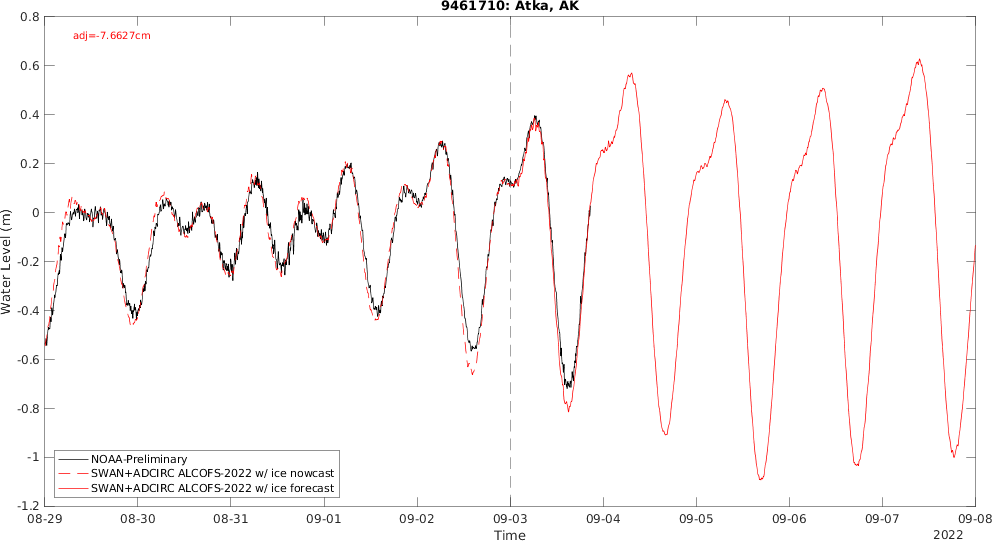 9461710: Atka, AK
adj=-7.6627cm
0.8
0.6
0.4
0.2
0
-0.2
-0.4
-0.6
-0.8
-1
-1.2
Water Level (m)
NOAA-Preliminary
SWAN+ADCIRC ALCOFS-2022 w/ ice nowcast
SWAN+ADCIRC ALCOFS-2022 w/ ice forecast
08-29 08-30 08-31 09-01 09-02 09-03 09-04 09-05 09-06 09-07 09-08
Time
2022